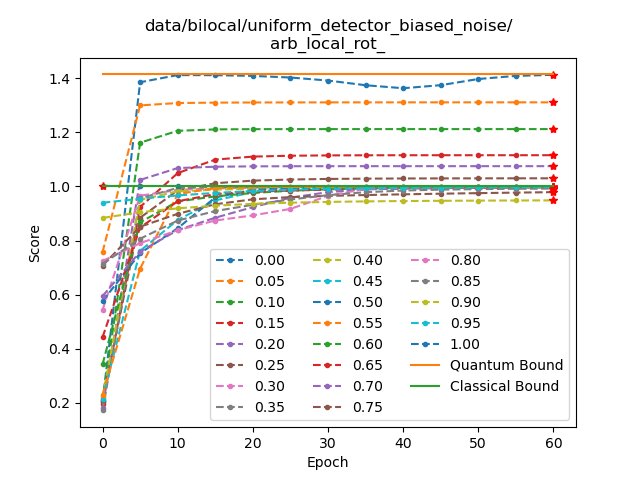 data/bilocal/uniform_detector_biased_noise/
arb_local_rot_
Score
1.4
1.2
1.0
0.8
0.6
0.4
0.2
0 10 20 30 40 50 60
Epoch
0.00 0.40 0.80
0.05 0.45 0.85
0.10 0.50 0.90
0.15 0.55 0.95
0.20 0.60 1.00
0.25 0.65 Quantum Bound
0.30 0.70 Classical Bound
0.35 0.75